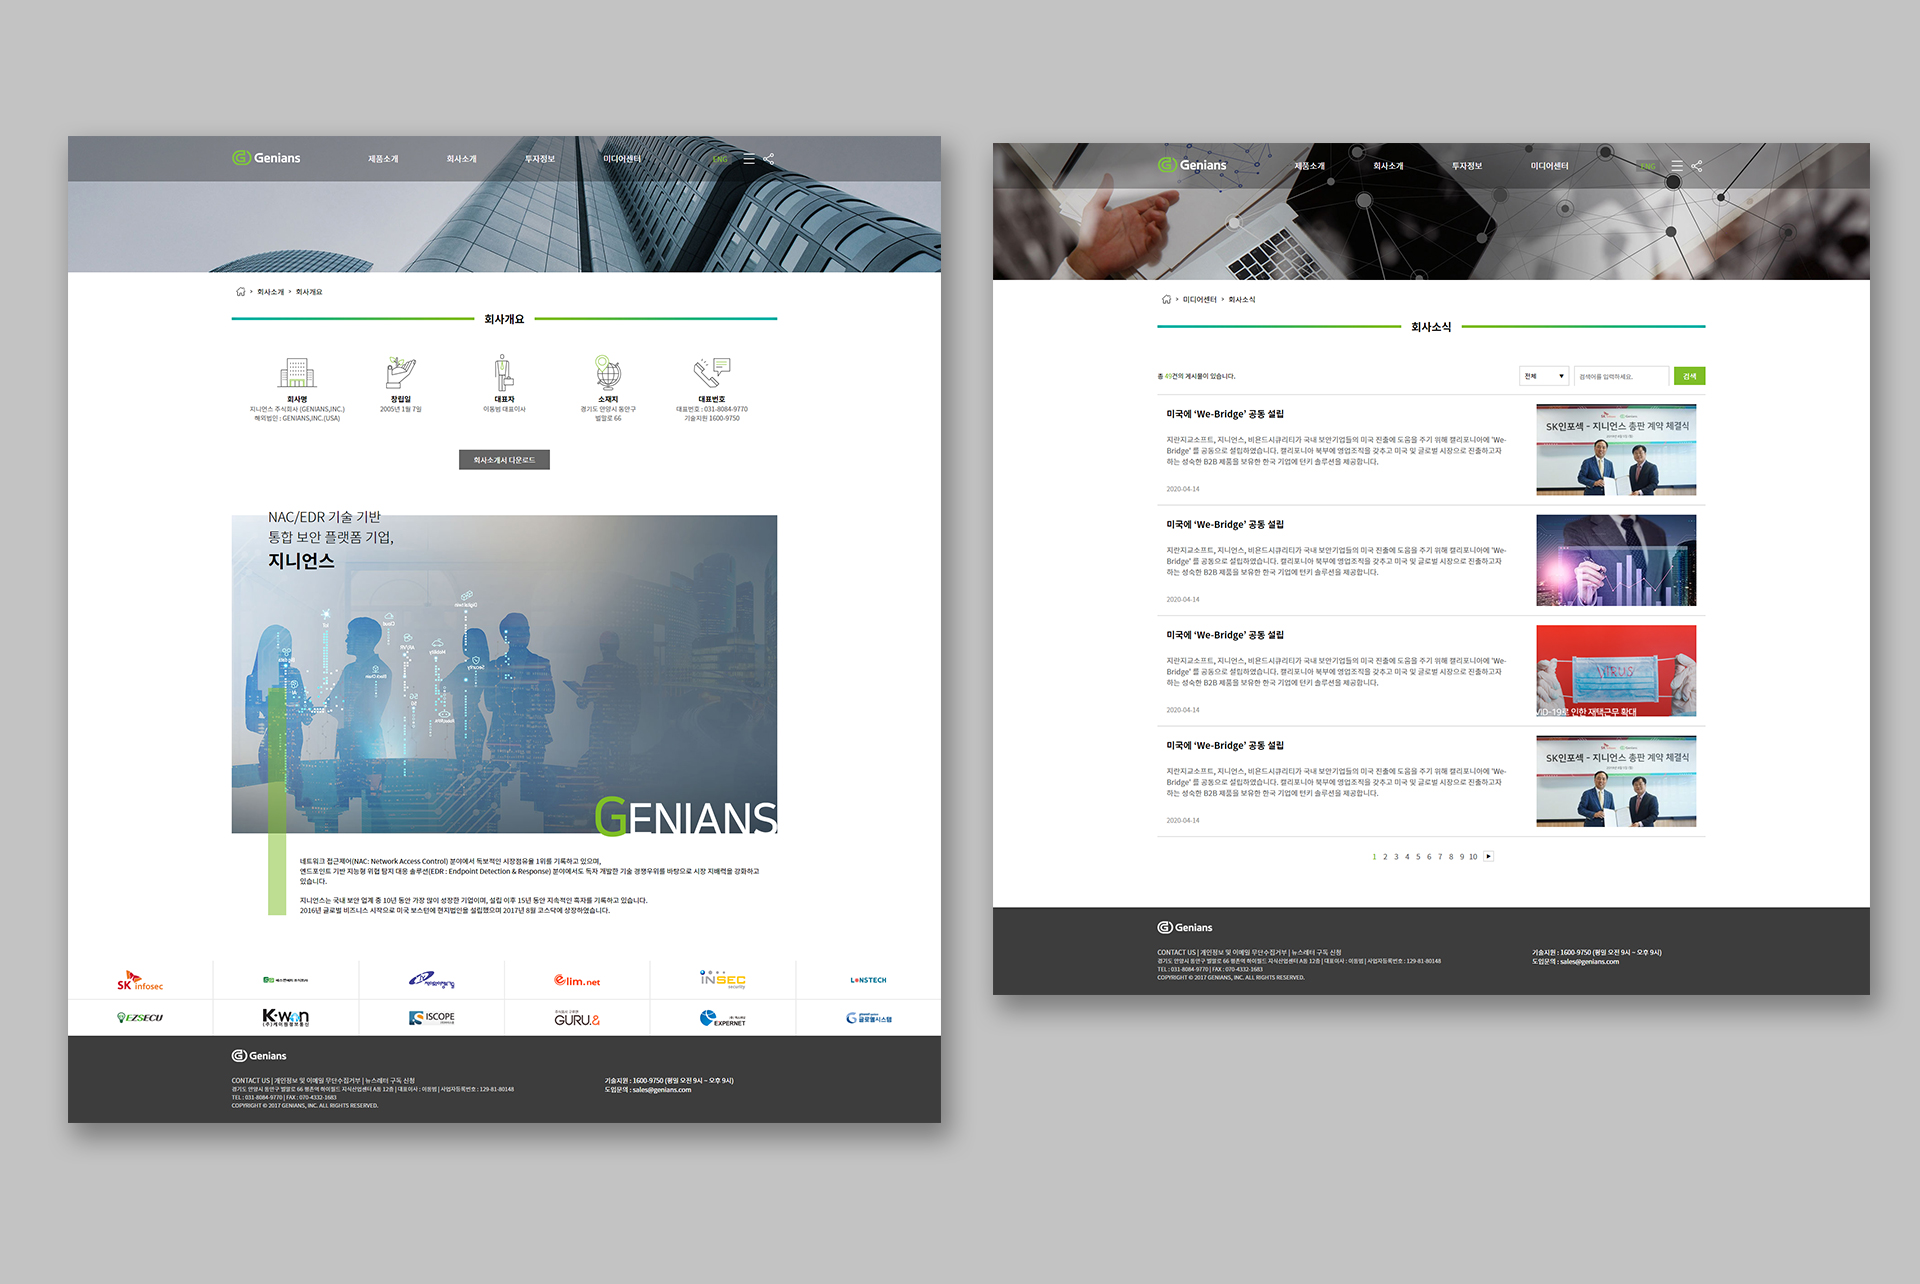 Genians
제품소개
회사소개
투자정보
미디어센터
ENG
회사소개
회사개요
회사개요
회사명
지니언스 주식회사 (GENIANS,INC.)
해외법인 : GENIANS,INC.(USA)
창립일
2005년 1월 7일
대표자
이동범 대표이사
소재지
경기도 안양시 동안구
벌말로 66
대표번호
대표번호 : 031-8084-9770
기술지원 1600-9750
회사소개서 다운로드
NAC/EDR 기술 기반
통합 보안 플랫폼 기업,
지니언스
GENIANS
네트워크 접근제어(NAC: Network Access Control) 분야에서 독보적인 시장점유율 1위를 기록하고 있으며,
엔드포인트 기반 지능형 위협 탐지 대응 솔루션(EDR : Endpoint Detection & Response) 분야에서도 독자 개발한 기술 경쟁우위를 바탕으로 시장 지배력을 강화하고
있습니다.
지니언스는 국내 보안 업계 중 10년 동안 가장 많이 성장한 기업이며, 설립 이후 15년 동안 지속적인 흑자를 기록하고 있습니다.
2016년 글로벌 비즈니스 시작으로 미국 보스턴에 현지법인을 설립했으며 2017년 8월 코스닥에 상장하였습니다.
SK infosec
elim.net
INSEC
security
LONSTECH
EZSECU
K-won
(주)케이원정보통신
ISCOPE
GURU.&
EXPERNET
글로벌시스템
Genians
CONTACT US | 개인정보 및 이메일 무단수집거부 | 뉴스레터 구독 신청
경기도 안양시 동안구 벌말로 66 평촌역 하이필드 지식산업센터 A동 12층 | 대표이사 : 이동범 | 사업자등록번호 : 129-81-80148
TEL : 031-8084-9770 | FAX : 070-4332-1683
COPYRIGHT © 2017 GENIANS, INC. ALL RIGHTS RESERVED.
기술지원 : 1600-9750 (평일 오전 9시 ~ 오후 9시)
도입문의 : sales@genians.com
Genians
제품소개
회사소개
투자정보
미디어센터
ENG
미디어센터
회사소식
회사소식
총 49건의 게시물이 있습니다.
전체
검색어를 입력하세요.
검색
미국에 ‘We-Bridge’ 공동 설립
지란지교소프트, 지니언스, 비욘드시큐리티가 국내 보안기업들의 미국 진출에 도움을 주기 위해 캘리포니아에 'We-
Bridge' 를 공동으로 설립하였습니다. 캘리포니아 북부에 영업조직을 갖추고 미국 및 글로벌 시장으로 진출하고자
하는 성숙한 B2B 제품을 보유한 한국 기업에 턴키 솔루션을 제공합니다.
2020-04-14
SK인포섹 - 지니언스 총판 계약 체결식
미국에 ‘We-Bridge’ 공동 설립
지란지교소프트, 지니언스, 비욘드시큐리티가 국내 보안기업들의 미국 진출에 도움을 주기 위해 캘리포니아에 'We-
Bridge' 를 공동으로 설립하였습니다. 캘리포니아 북부에 영업조직을 갖추고 미국 및 글로벌 시장으로 진출하고자
하는 성숙한 B2B 제품을 보유한 한국 기업에 턴키 솔루션을 제공합니다.
2020-04-14
미국에 ‘We-Bridge’ 공동 설립
지란지교소프트, 지니언스, 비욘드시큐리티가 국내 보안기업들의 미국 진출에 도움을 주기 위해 캘리포니아에 'We-
Bridge' 를 공동으로 설립하였습니다. 캘리포니아 북부에 영업조직을 갖추고 미국 및 글로벌 시장으로 진출하고자
하는 성숙한 B2B 제품을 보유한 한국 기업에 턴키 솔루션을 제공합니다.
2020-04-14
VIRUS
VID-19로 인한 재택근무 확대
미국에 ‘We-Bridge’ 공동 설립
지란지교소프트, 지니언스, 비욘드시큐리티가 국내 보안기업들의 미국 진출에 도움을 주기 위해 캘리포니아에 'We-
Bridge' 를 공동으로 설립하였습니다. 캘리포니아 북부에 영업조직을 갖추고 미국 및 글로벌 시장으로 진출하고자
하는 성숙한 B2B 제품을 보유한 한국 기업에 턴키 솔루션을 제공합니다.
2020-04-14
SK인포섹 - 지니언스 총판 계약 체결식
1 2 3 4 5 6 7 8 9 10
Genians
CONTACT US | 개인정보 및 이메일 무단수집거부 | 뉴스레터 구독 신청
경기도 안양시 동안구 벌말로 66 평촌역 하이필드 지식산업센터 A동 12층 | 대표이사 : 이동범 | 사업자등록번호 : 129-81-80148
TEL : 031-8084-9770 | FAX : 070-4332-1683
COPYRIGHT © 2017 GENIANS, INC. ALL RIGHTS RESERVED.
기술지원 : 1600-9750 (평일 오전 9시 ~ 오후 9시)
도입문의 : sales@genians.com